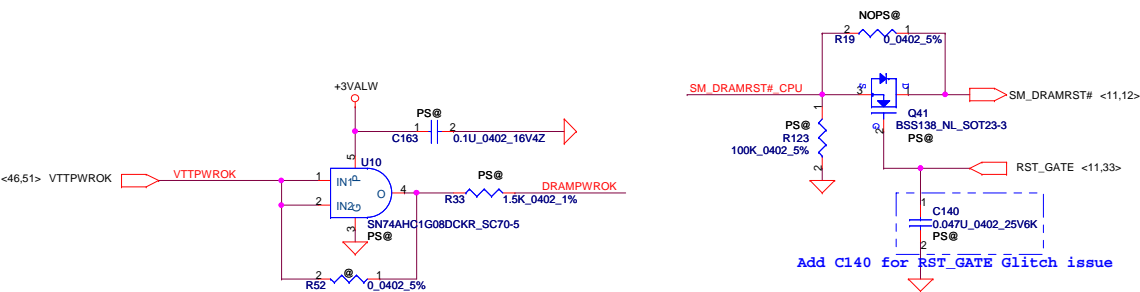 NOPS@
2
1
R19
0_0402_5%
SM_DRAMRST#_CPU
3
S
D
1
SM_DRAMRST# <11,12>
Q41
BSS138_NL_SOT23-3
PS@
G
2
1
PS@
R123
100K_0402_5%
2
RST_GATE <11,33>
1
C140
0.047U_0402_25V6K
PS@
2
Add C140 for RST_GATE Glitch issue
+3VALW
PS@
1
2
C163
0.1U_0402_16V4Z
5
U10
<46,51> VTTPWROK
VTTPWROK
1
IN1
P
2
IN2
G
O
4
3
PS@
R33
1.5K_0402_1%
DRAMPWROK
SN74AHC1G08DCKR_SC70-5
PS@
2
@
1
R52
0_0402_5%